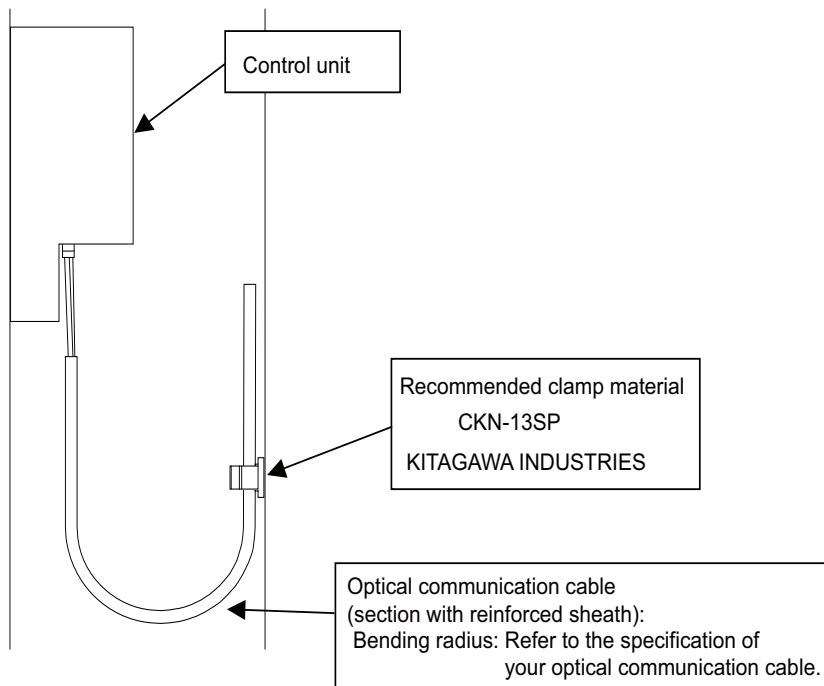 Control unit
Recommended clamp material
CKN-13SP
KITAGAWA INDUSTRIES
Optical communication cable
(section with reinforced sheath):
Bending radius: Refer to the specification of
your optical communication cable.